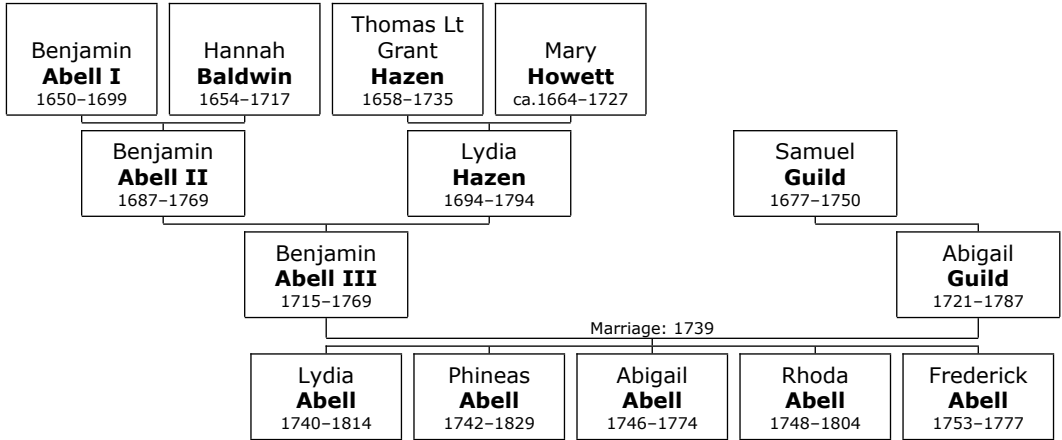 Benjamin
Abell I
1650–1699
Hannah
Baldwin
1654–1717
Thomas Lt
Grant
Hazen
1658–1735
Mary
Howett
ca.1664–1727
Benjamin
Abell II
1687–1769
Lydia
Hazen
1694–1794
Samuel
Guild
1677–1750
Benjamin
Abell III
1715–1769
Abigail
Guild
1721–1787
Marriage: 1739
Lydia
Abell
1740–1814
Phineas
Abell
1742–1829
Abigail
Abell
1746–1774
Rhoda
Abell
1748–1804
Frederick
Abell
1753–1777